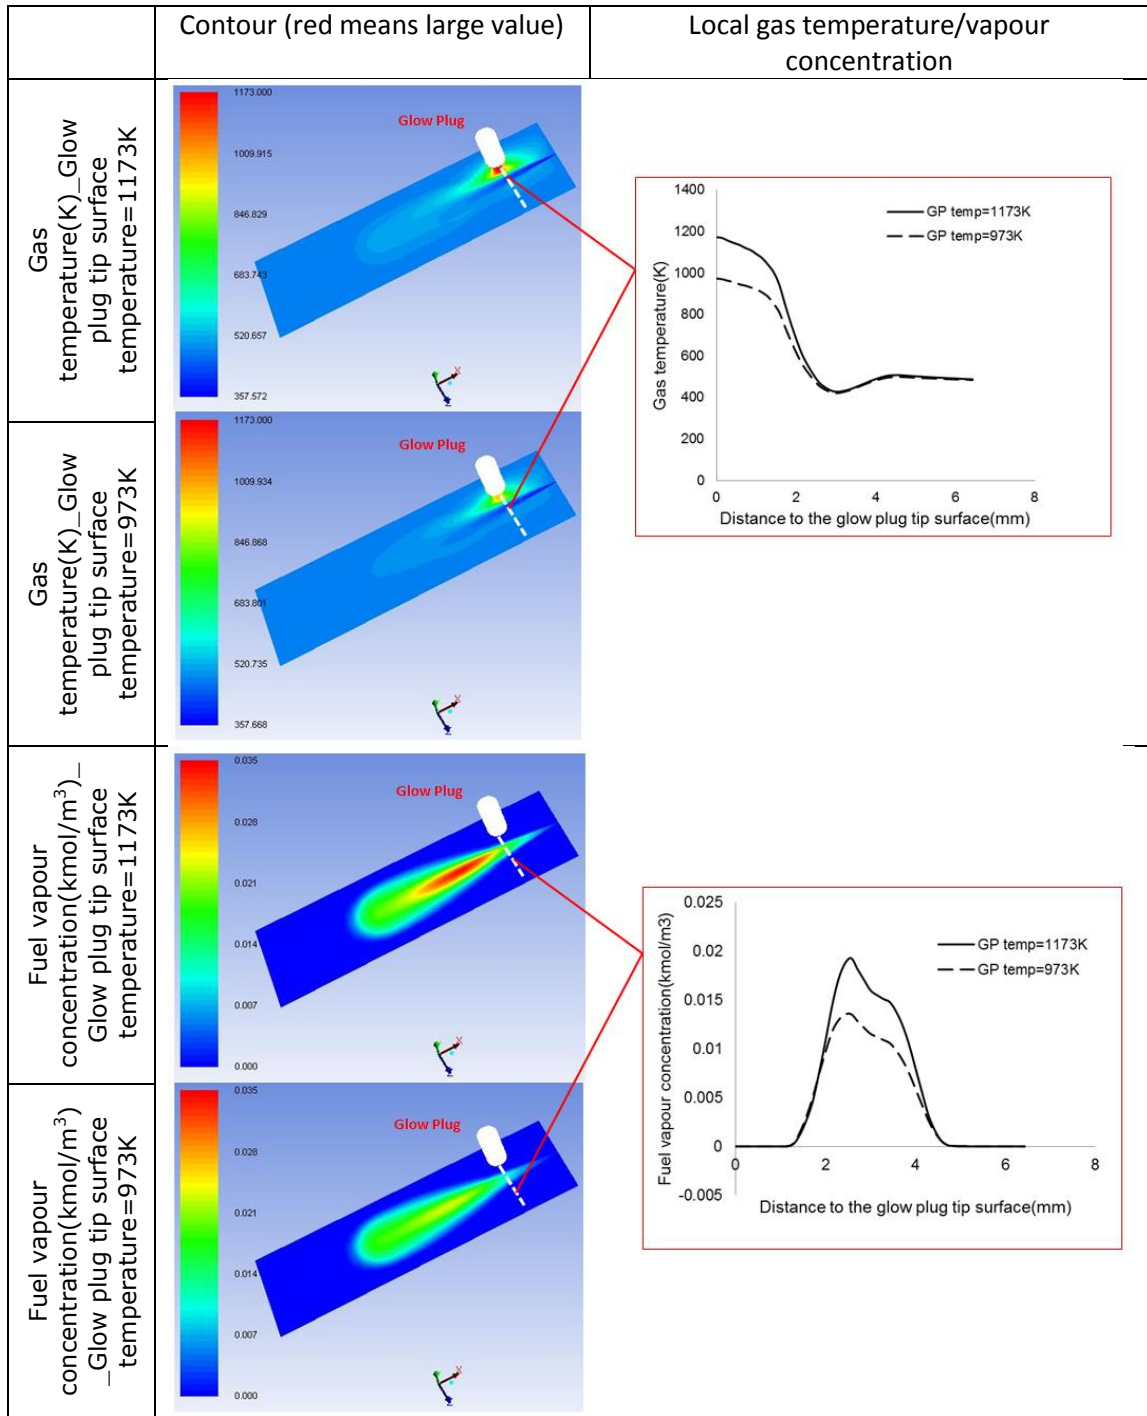 Contour (red means large value)
Local gas temperature/vapour
concentration
Gas
temperature(K)_Glow
plug tip surface
temperature=1173K
1173.000
1009.915
846.829
683.743
520.657
357.572
Glow Plug
X
Z
1400
1200
1000
800
600
400
200
0
Gas temperature(K)
GP temp=1173K
GP temp=973K
0
2
4
6
8
Distance to the glow plug tip surface(mm)
Gas
temperature(K)_Glow
plug tip surface
temperature=973K
1173.000
1009.934
846.868
683.801
520.735
357.668
Glow Plug
X
Z
Fuel vapour
concentration(kmol/m³)_
Glow plug tip surface
temperature=1173K
0.035
0.028
0.021
0.014
0.007
0.000
Glow Plug
X
Z
0.025
0.02
0.015
0.01
0.005
0
-0.005
Fuel vapour concentration(kmol/m3)
GP temp=1173K
GP temp=973K
0
2
4
6
8
Distance to the glow plug tip surface(mm)
Fuel vapour
concentration(kmol/m³)
_Glow plug tip surface
temperature=973K
0.035
0.028
0.021
0.014
0.007
0.000
Glow Plug
X
Z